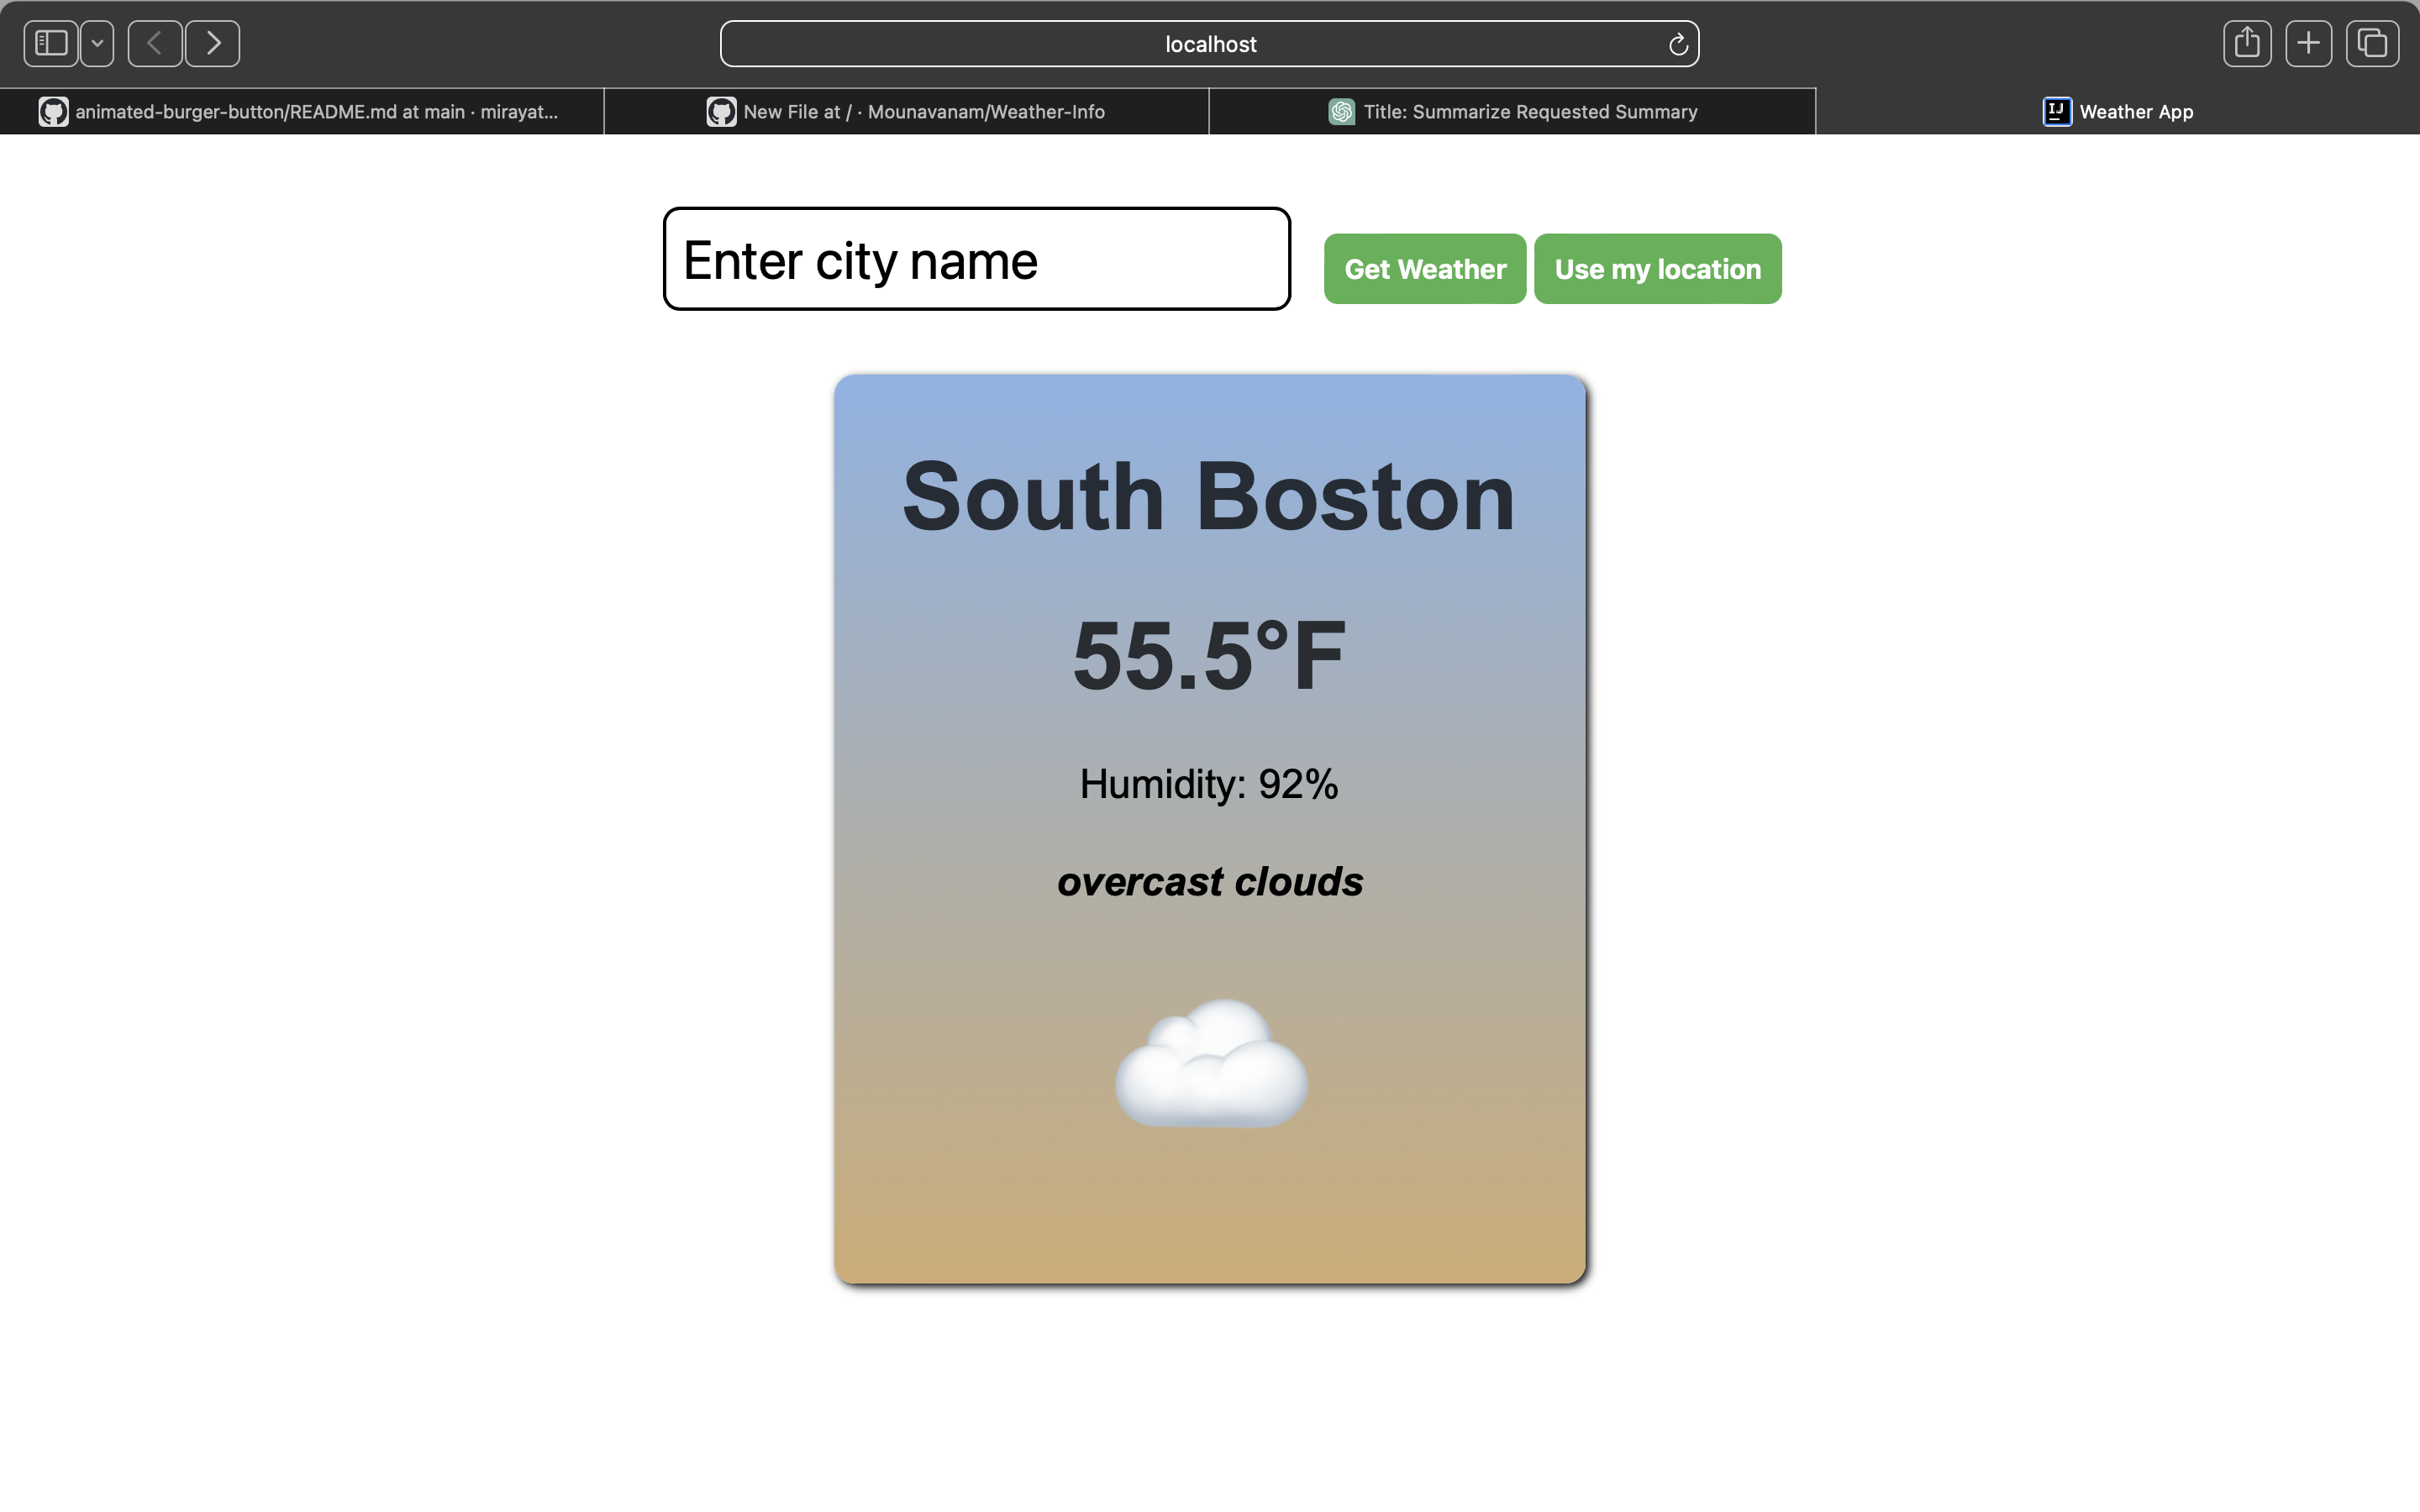 localhost
animated-burger-button/README.md at main · mirayat...
New File at / · Mounavanam/Weather-Info
Title: Summarize Requested Summary
IJ
Weather App
Enter city name
Get Weather
Use my location
South Boston
55.5°F
Humidity: 92%
overcast clouds